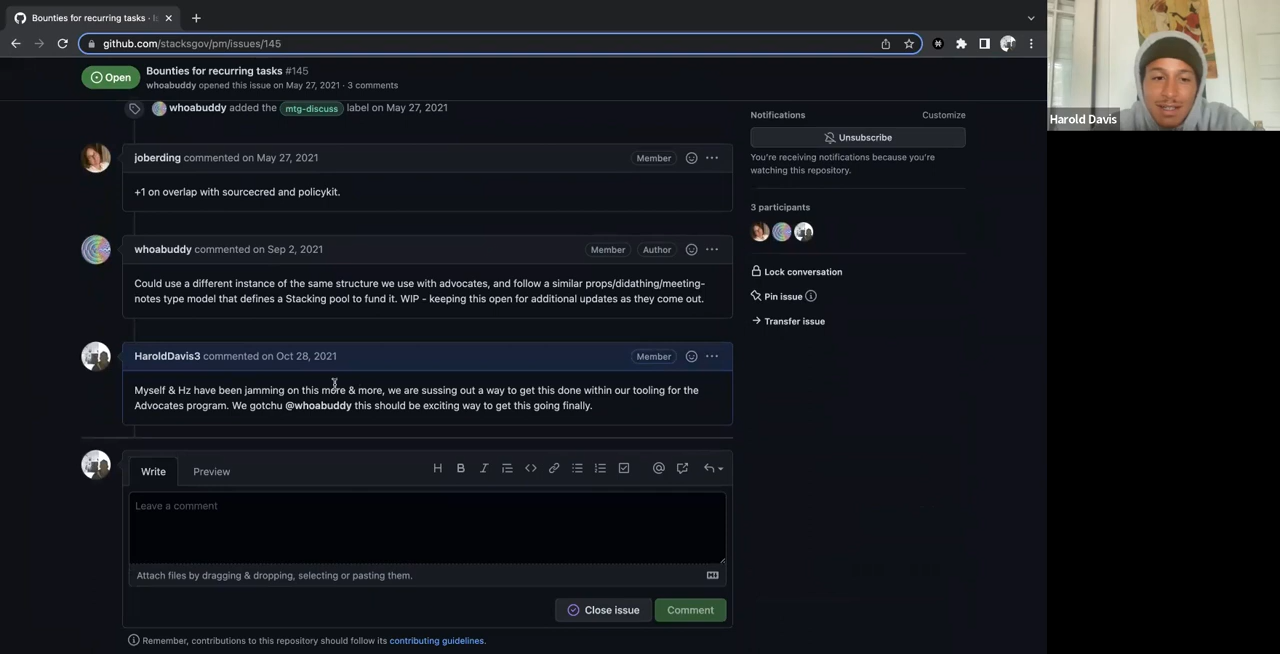 Bounties for recurring tasks · Is
github.com/stacksgov/pm/issues/145
Open
Bounties for recurring tasks #145
whoabuddy opened this issue on May 27, 2021 · 3 comments
whoabuddy added the mtg-discuss label on May 27, 2021
joberding commented on May 27, 2021
Member
+1 on overlap with sourcecred and policykit.
whoabuddy commented on Sep 2, 2021
Member
Author
Could use a different instance of the same structure we use with advocates, and follow a similar props/didathing/meeting-
notes type model that defines a Stacking pool to fund it. WIP - keeping this open for additional updates as they come out.
HaroldDavis3 commented on Oct 28, 2021
Member
Myself & Hz have been jamming on this more & more, we are sussing out a way to get this done within our tooling for the
Advocates program. We gotchu @whoabuddy this should be exciting way to get this going finally.
Write
Preview
Leave a comment
Attach files by dragging & dropping, selecting or pasting them.
Close issue
Comment
Remember, contributions to this repository should follow its contributing guidelines.
Notifications
Customize
Unsubscribe
You're receiving notifications because you're
watching this repository.
3 participants
Lock conversation
Pin issue
Transfer issue
Harold Davis